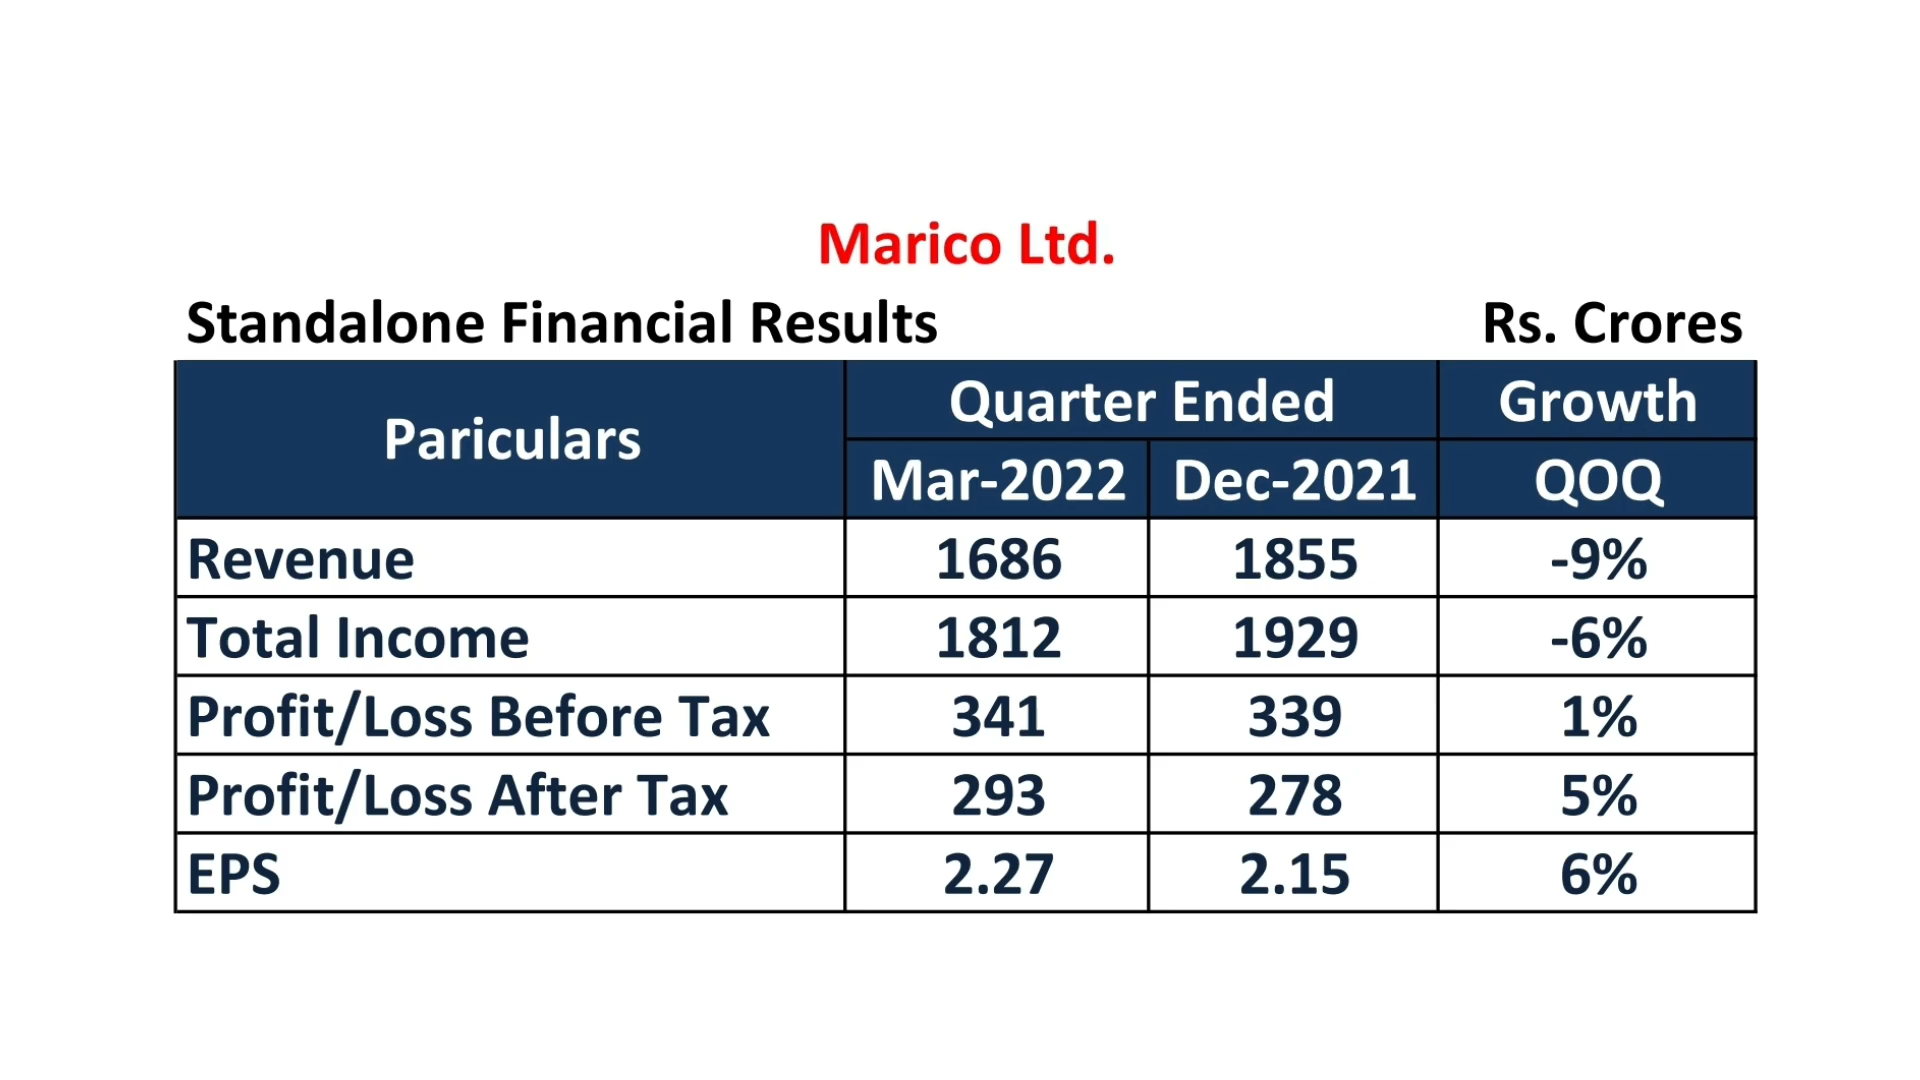 Marico Ltd.
Standalone Financial Results Rs. Crores
Pariculars Quarter Ended Growth
Mar-2022 Dec-2021 QOQ
Revenue 1686 1855 -9%
Total Income 1812 1929 -6%
Profit/Loss Before Tax 341 339 1%
Profit/Loss After Tax 293 278 5%
EPS 2.27 2.15 6%